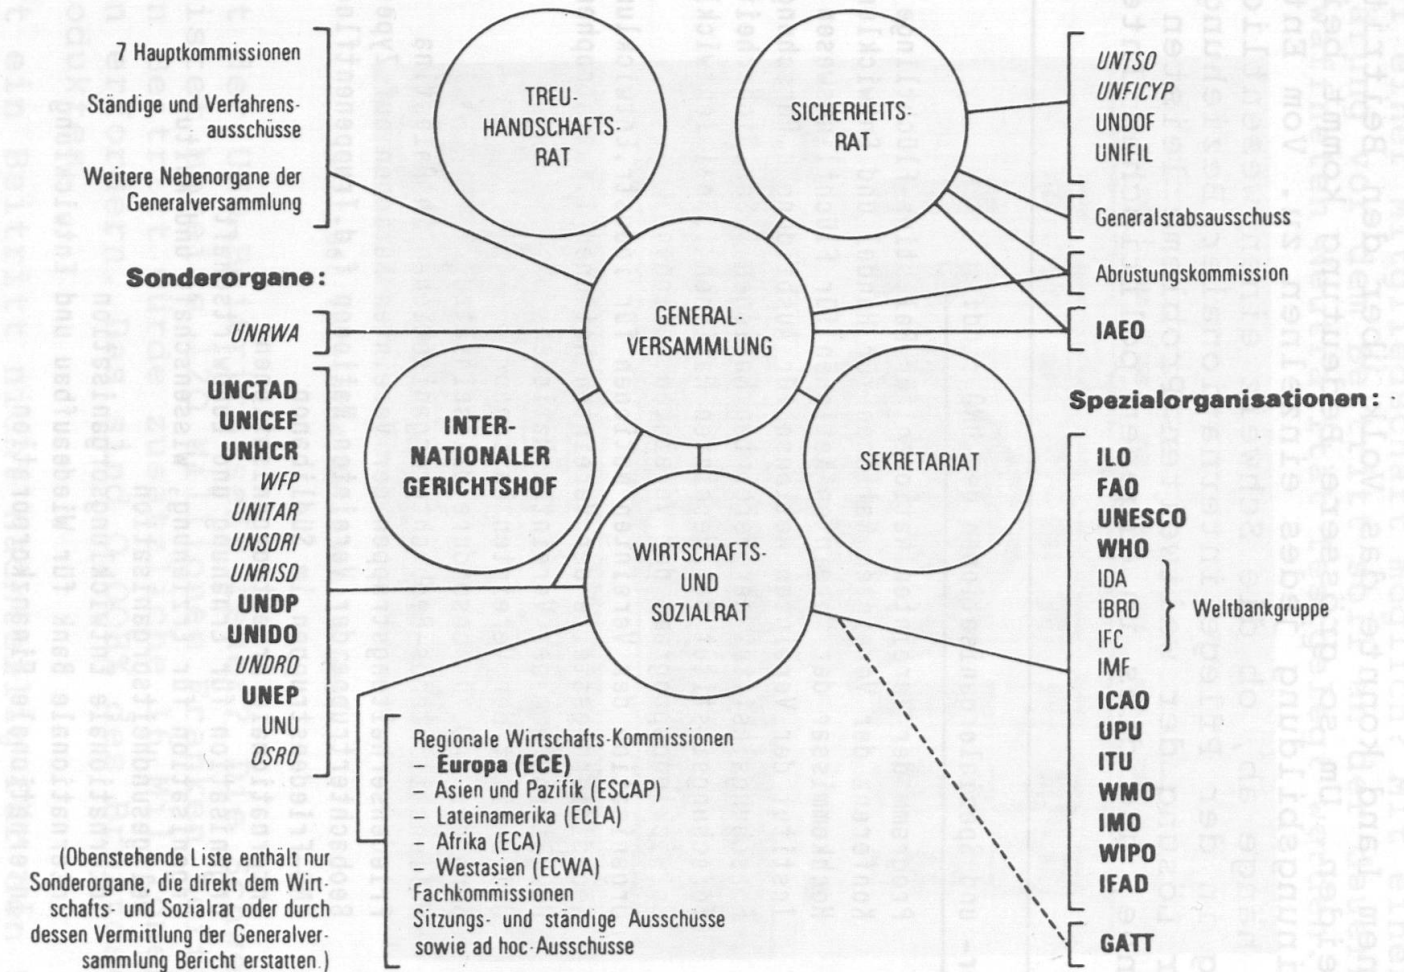 7 Hauptkommissionen
Ständige und Verfahrens-
ausschüsse
Weitere Nebenorgane der
Generalversammlung
Sonderorgane:
UNRWA
UNCTAD
UNICEF
UNHCR
WFP
UNITAR
UNSDRI
UNRISD
UNDP
UNIDO
UNDRO
UNEP
UNU
OSRO
(Obenstehende Liste enthält nur
Sonderorgane, die direkt dem Wirt-
schafts- und Sozialrat oder durch
dessen Vermittlung der Generalver-
sammlung Bericht erstatten.)
TREU-
HANDSCHAFTS-
RAT
SICHERHEITS-
RAT
GENERAL-
VERSAMMLUNG
INTER-
NATIONALER
GERICHTSHOF
SEKRETARIAT
WIRTSCHAFTS-
UND
SOZIALRAT
Regionale Wirtschafts-Kommissionen
– Europa (ECE)
– Asien und Pazifik (ESCAP)
– Lateinamerika (ECLA)
– Afrika (ECA)
– Westasien (ECWA)
Fachkommissionen
Sitzungs- und ständige Ausschüsse
sowie ad hoc-Ausschüsse
UNTSO
UNFICYP
UNDOF
UNIFIL
Generalstabsausschuss
Abrüstungskommission
IAEO
Spezialorganisationen:
ILO
FAO
UNESCO
WHO
IDA
IBRD
IFC
Weltbankgruppe
IMF
ICAO
UPU
ITU
WMO
IMO
WIPO
IFAD
GATT